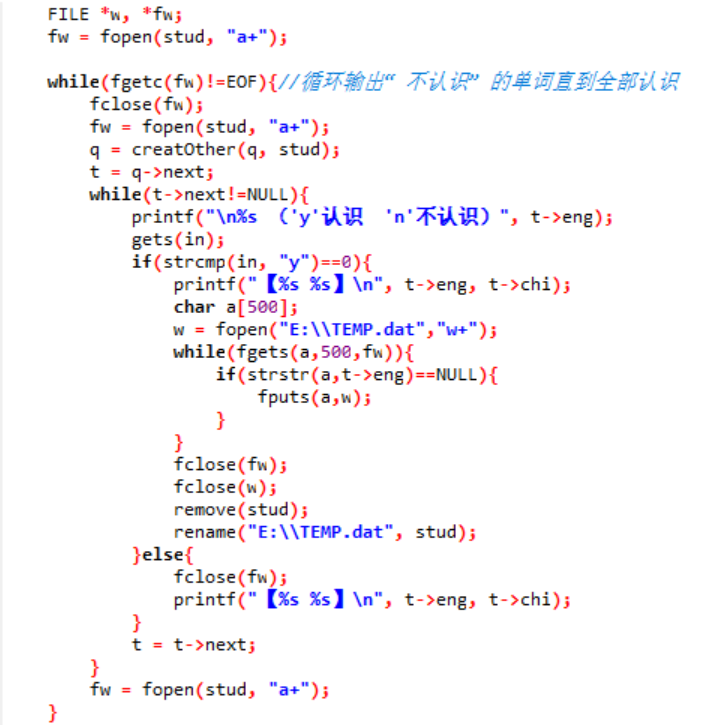 FILE *w, *fw;
fw = fopen(stud, "a+");
while(fgetc(fw)!=EOF){//循环输出“ 不认识” 的单词直到全部认识
fclose(fw);
fw = fopen(stud, "a+");
q = creatOther(q, stud);
t = q->next;
while(t->next!=NULL){
printf("\n%s （'y'认识  'n'不认识）", t->eng);
gets(in);
if(strcmp(in, "y")==0){
printf("【%s %s】\n", t->eng, t->chi);
char a[500];
w = fopen("E:\\TEMP.dat","w+");
while(fgets(a,500,fw)){
if(strstr(a,t->eng)==NULL){
fputs(a,w);
}
}
fclose(fw);
fclose(w);
remove(stud);
rename("E:\\TEMP.dat", stud);
}else{
fclose(fw);
printf("【%s %s】\n", t->eng, t->chi);
}
t = t->next;
}
fw = fopen(stud, "a+");
}